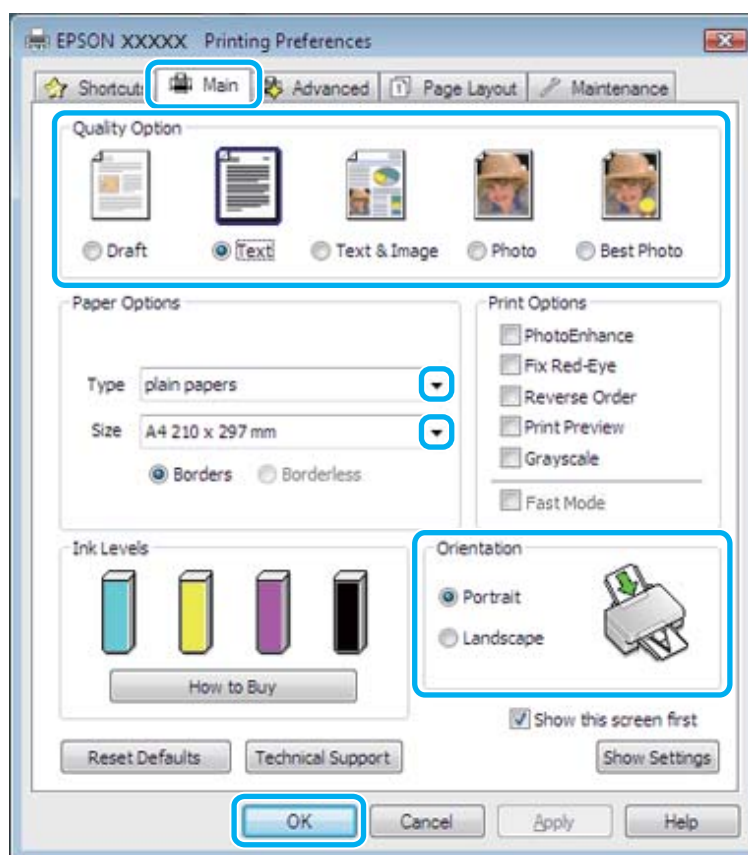 EPSON XXXXX Printing Preferences
Shortcuts Main Advanced Page Layout Maintenance
Quality Option
Draft Text Text & Image Photo Best Photo
Paper Options
Type plain papers
Size A4 210 x 297 mm
Borders Borderless
Print Options
PhotoEnhance
Fix Red-Eye
Reverse Order
Print Preview
Grayscale
Fast Mode
Ink Levels
How to Buy
Orientation
Portrait
Landscape
Show this screen first
Reset Defaults Technical Support Show Settings
OK Cancel Apply Help